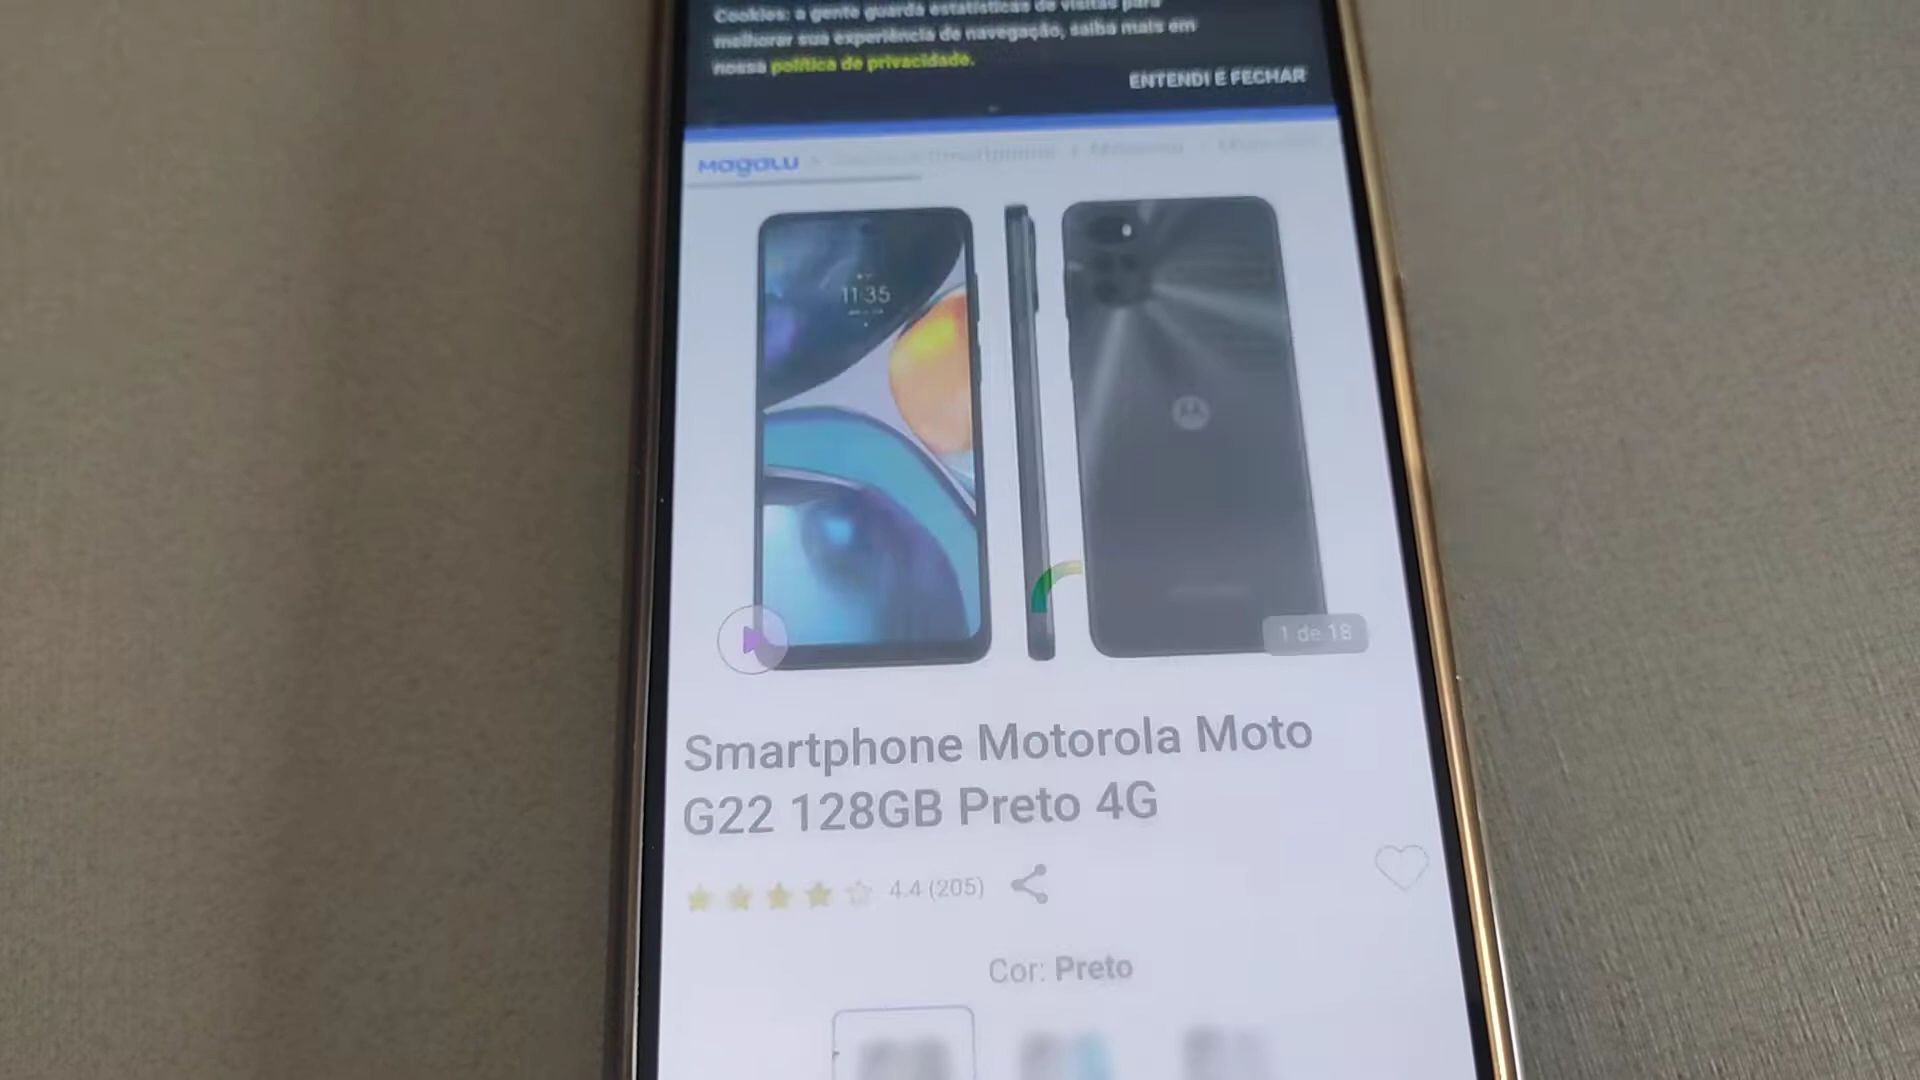 Cookies: a gente guarda estatísticas de visitas para
melhorar sua experiência de navegação, saiba mais em
nossa política de privacidade.
ENTENDI E FECHAR
Magalu
Smartphone
11:35
1 de 18
Smartphone Motorola Moto
G22 128GB Preto 4G
4.4 (205)
Cor: Preto